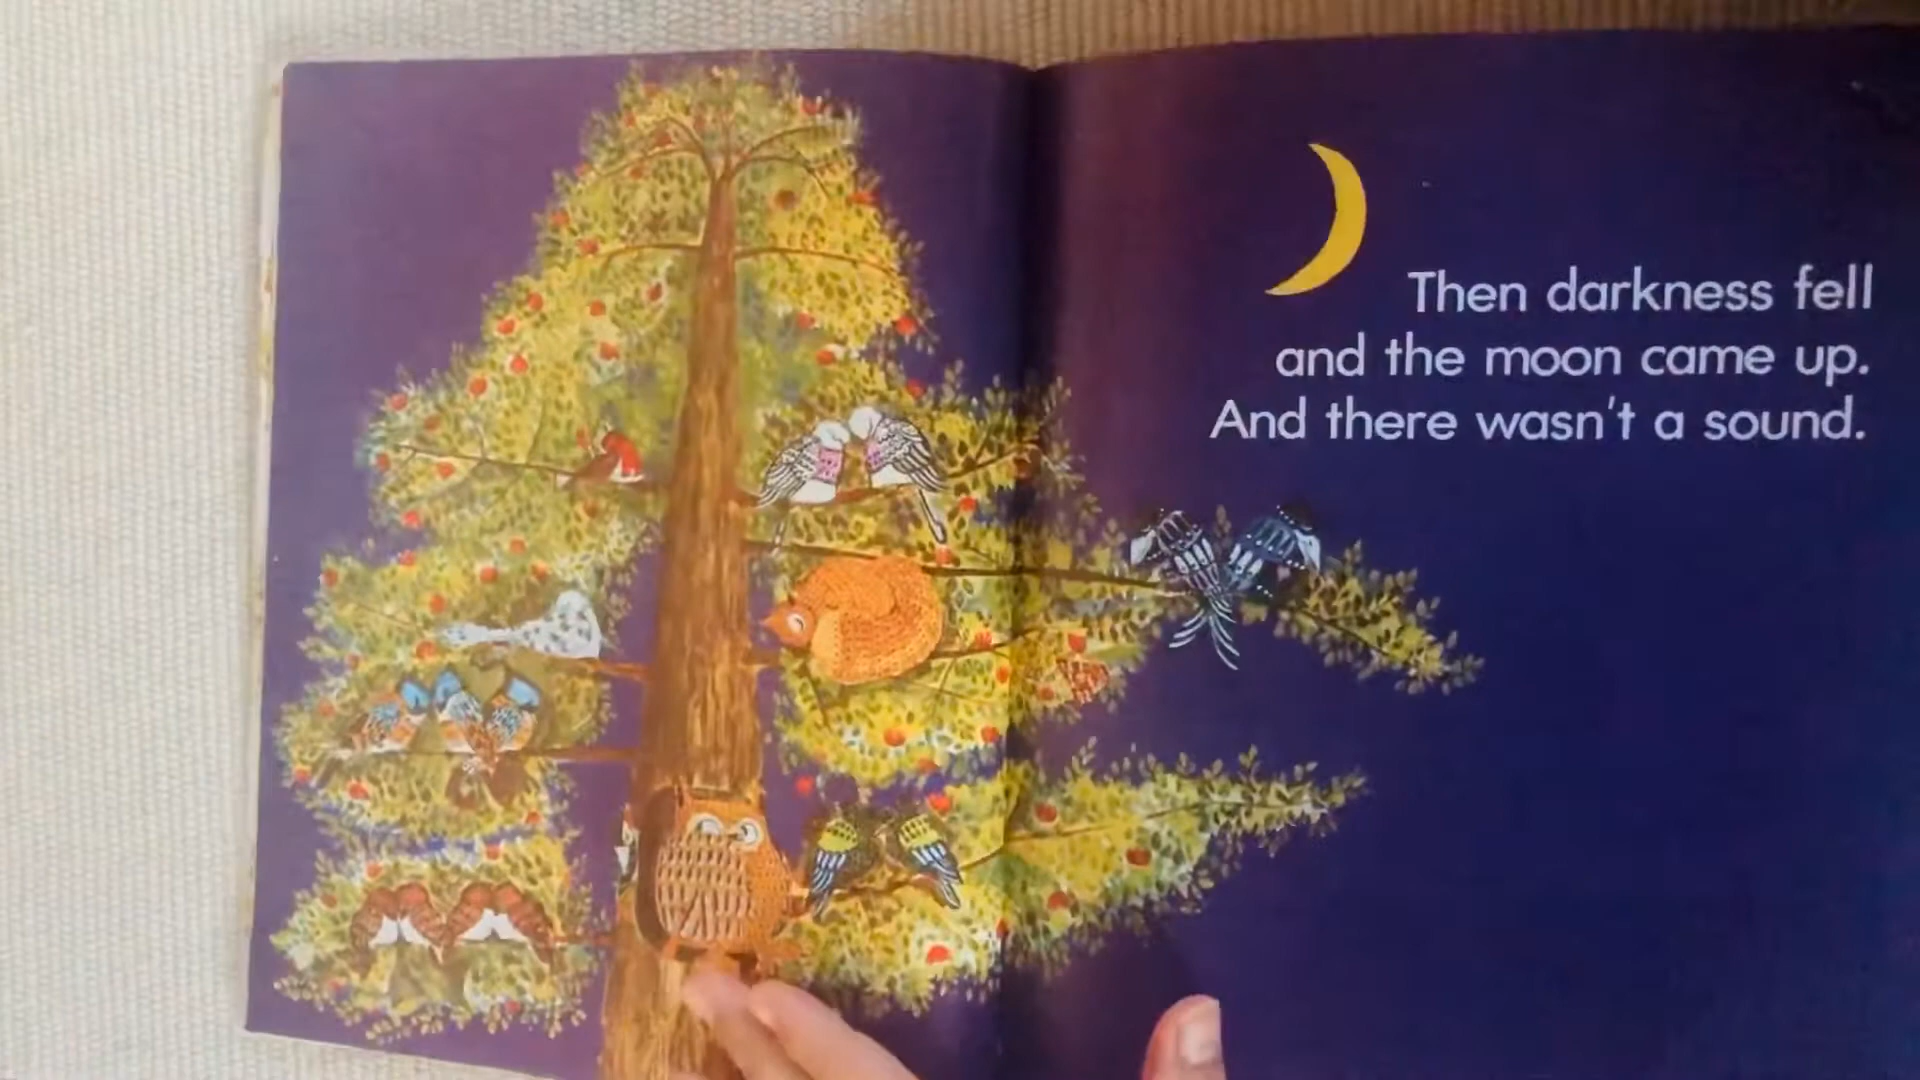 Then darkness fell
and the moon came up.
And there wasn't a sound.